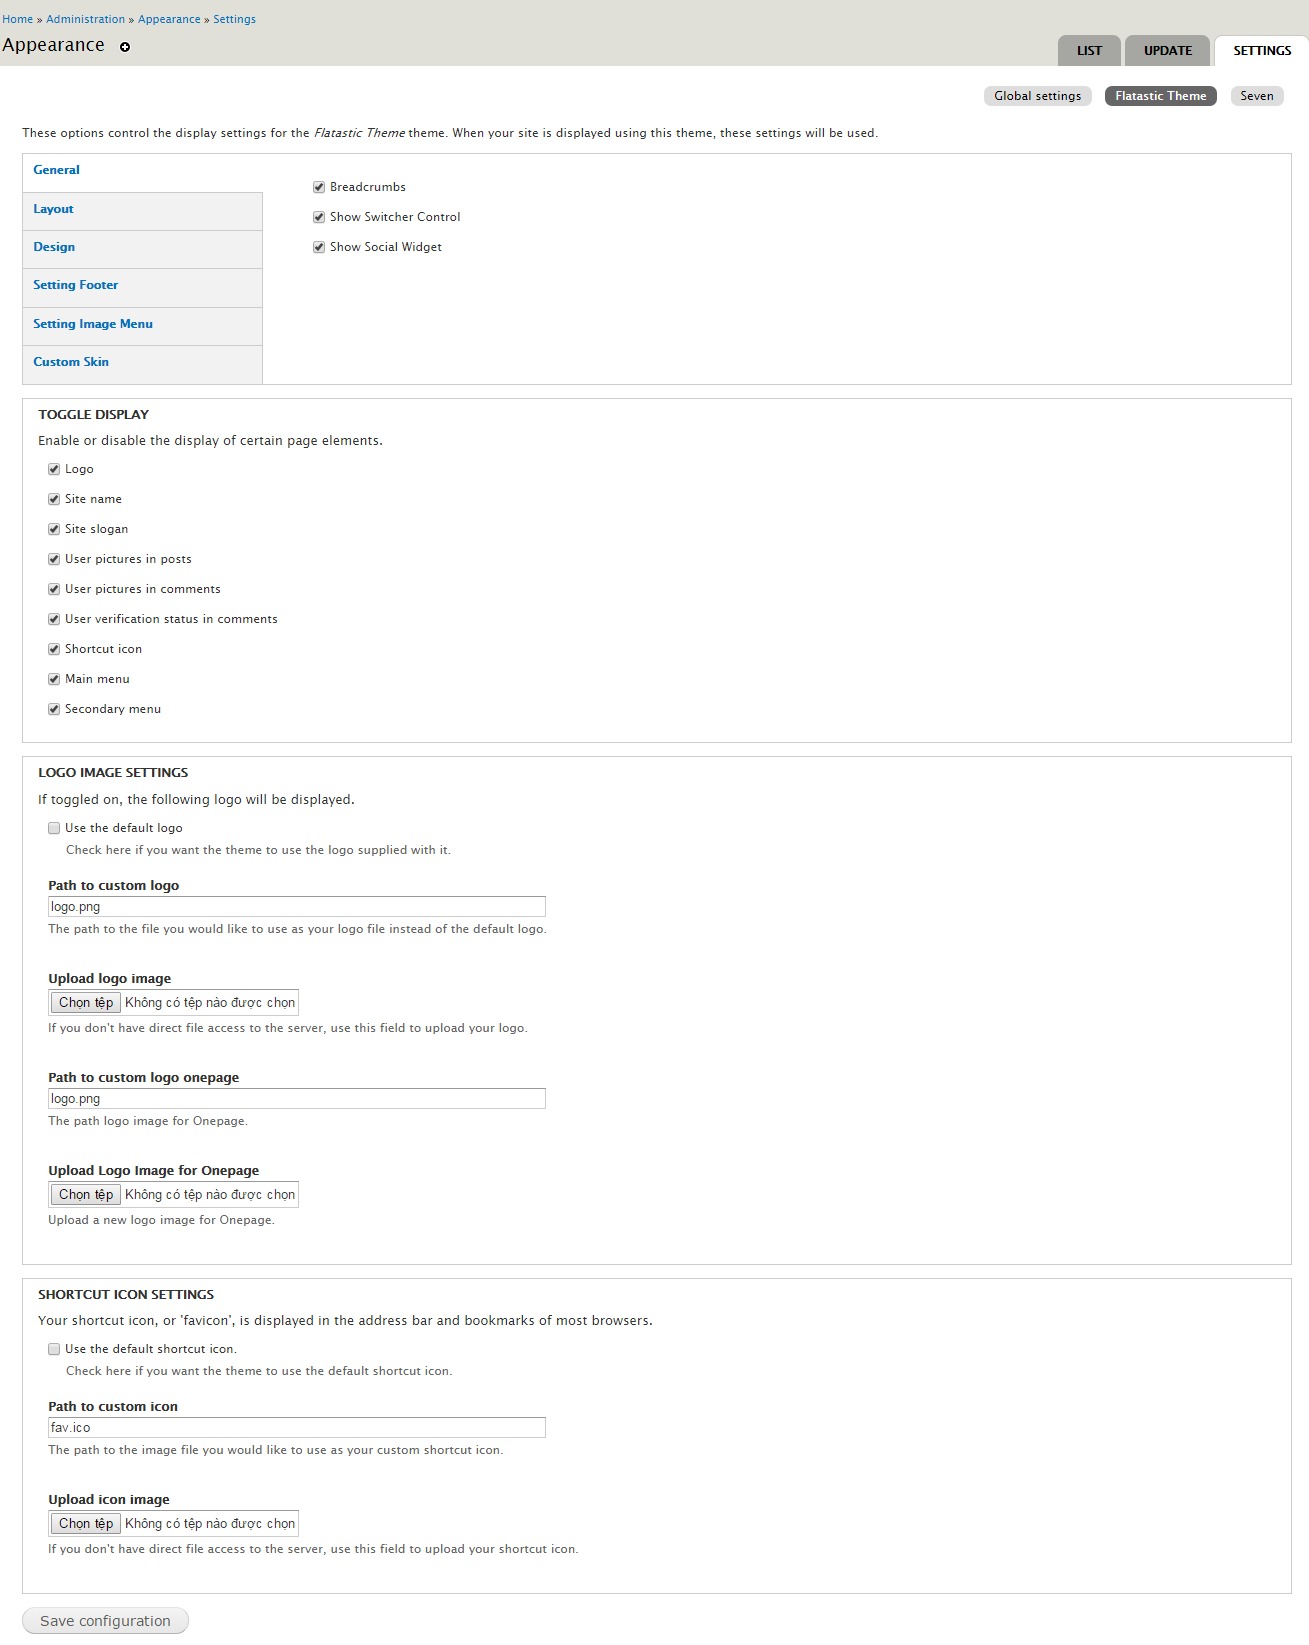 Home » Administration » Appearance » Settings
Appearance
LIST
UPDATE
SETTINGS
Global settings
Flatastic Theme
Seven
These options control the display settings for the Flatastic Theme theme. When your site is displayed using this theme, these settings will be used.
General
Layout
Design
Setting Footer
Setting Image Menu
Custom Skin
Breadcrumbs
Show Switcher Control
Show Social Widget
TOGGLE DISPLAY
Enable or disable the display of certain page elements.
Logo
Site name
Site slogan
User pictures in posts
User pictures in comments
User verification status in comments
Shortcut icon
Main menu
Secondary menu
LOGO IMAGE SETTINGS
If toggled on, the following logo will be displayed.
Use the default logo
Check here if you want the theme to use the logo supplied with it.
Path to custom logo
logo.png
The path to the file you would like to use as your logo file instead of the default logo.
Upload logo image
Chọn tệp Không có tệp nào được chọn
If you don't have direct file access to the server, use this field to upload your logo.
Path to custom logo onepage
logo.png
The path logo image for Onepage.
Upload Logo Image for Onepage
Chọn tệp Không có tệp nào được chọn
Upload a new logo image for Onepage.
SHORTCUT ICON SETTINGS
Your shortcut icon, or 'favicon', is displayed in the address bar and bookmarks of most browsers.
Use the default shortcut icon.
Check here if you want the theme to use the default shortcut icon.
Path to custom icon
fav.ico
The path to the image file you would like to use as your custom shortcut icon.
Upload icon image
Chọn tệp Không có tệp nào được chọn
If you don't have direct file access to the server, use this field to upload your shortcut icon.
Save configuration